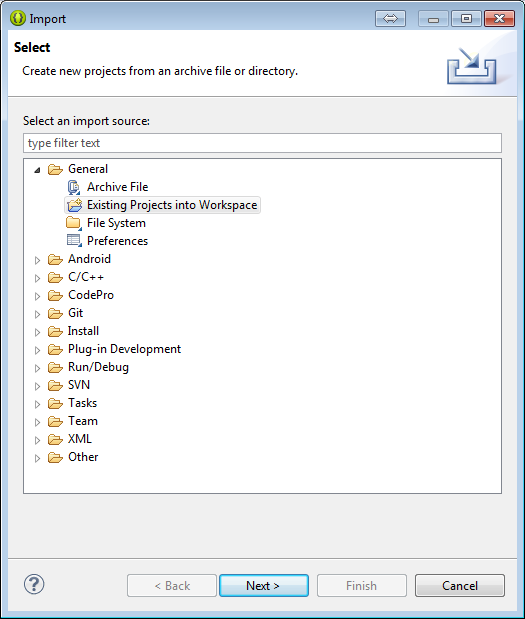 Import
Select
Create new projects from an archive file or directory.
Select an import source:
type filter text
General
Archive File
Existing Projects into Workspace
File System
Preferences
Android
C/C++
CodePro
Git
Install
Plug-in Development
Run/Debug
SVN
Tasks
Team
XML
Other
? < Back Next > Finish Cancel